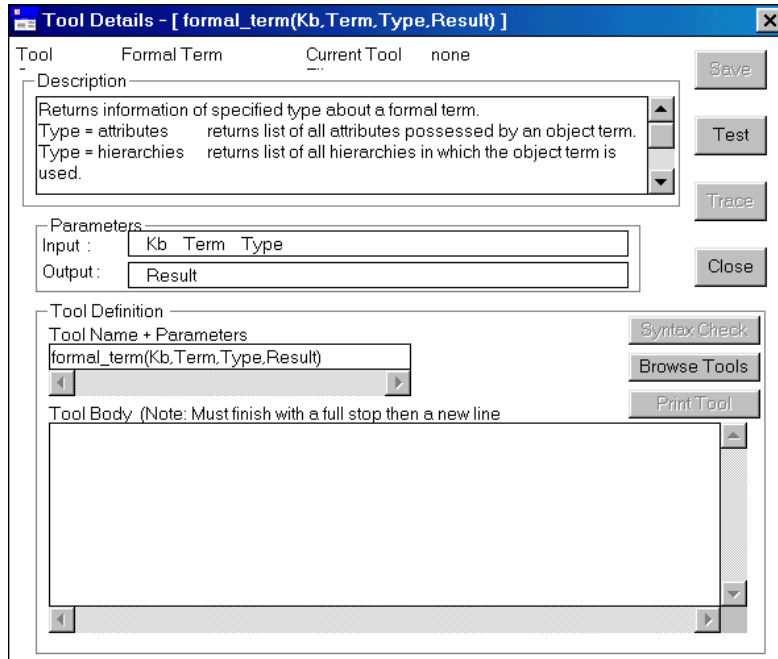 Tool Details - [ formal_term(Kb,Term,Type,Result) ]
Tool Formal Term Current Tool none
Save
Description
Returns information of specified type about a formal term.
Type = attributes returns list of all attributes possessed by an object term.
Type = hierarchies returns list of all hierarchies in which the object term is
used.
Test
Trace
Parameters
Input : Kb Term Type
Output : Result
Close
Tool Definition
Tool Name + Parameters
formal_term(Kb,Term,Type,Result)
Syntax Check
Browse Tools
Print Tool
Tool Body (Note: Must finish with a full stop then a new line